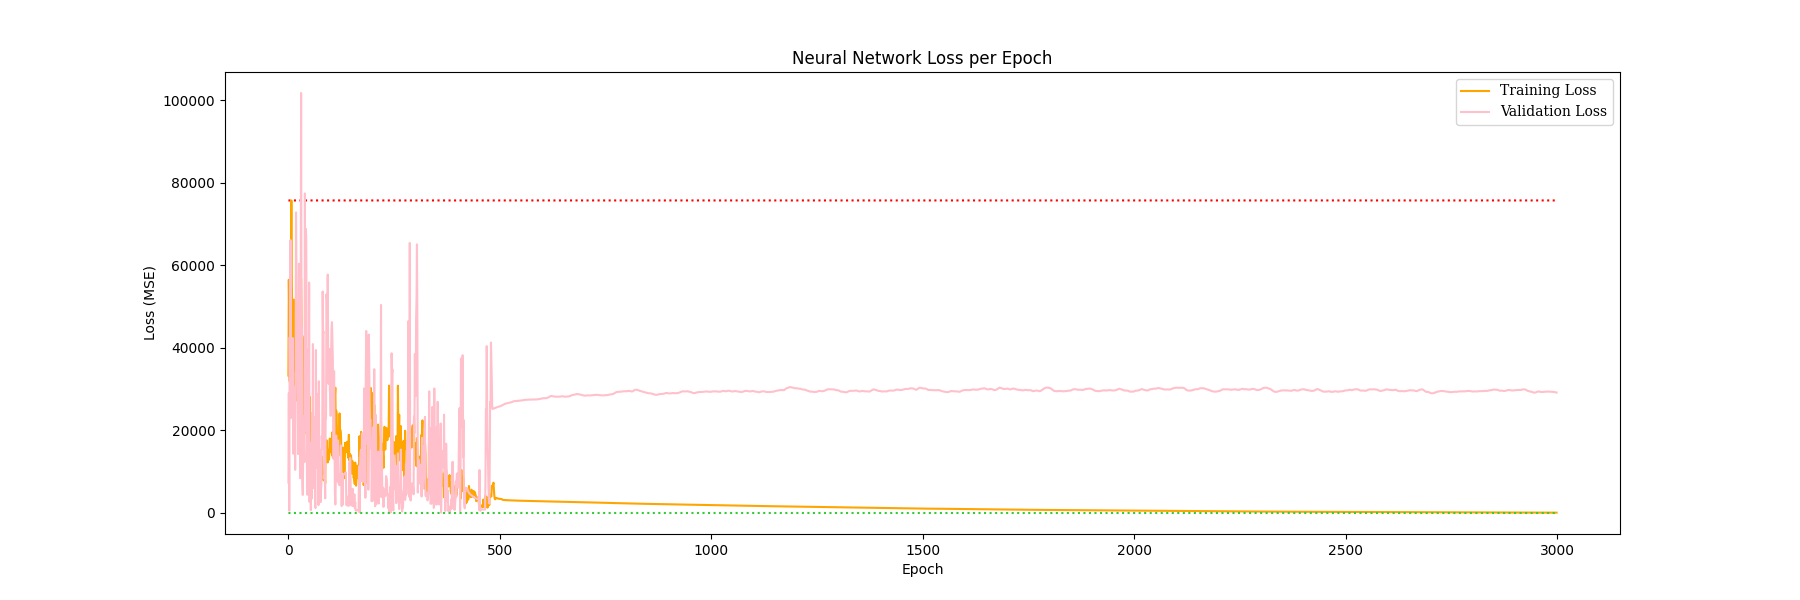 Neural Network Loss per Epoch
Training Loss
Validation Loss
100000
80000
60000
40000
20000
0
Loss (MSE)
0 500 1000 1500 2000 2500 3000
Epoch